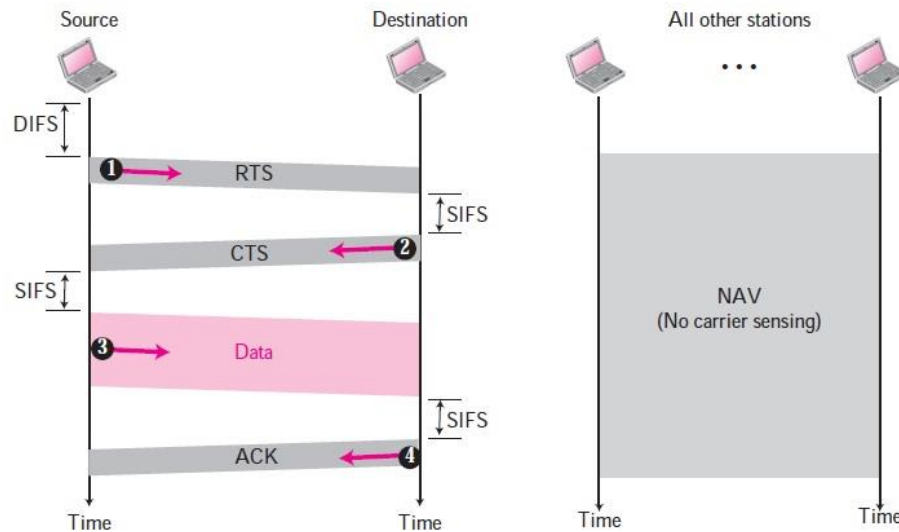 Source
Destination
All other stations
...
DIFS
1
RTS
SIFS
CTS
2
SIFS
NAV
(No carrier sensing)
3
Data
SIFS
ACK
4
Time
Time
Time
Time